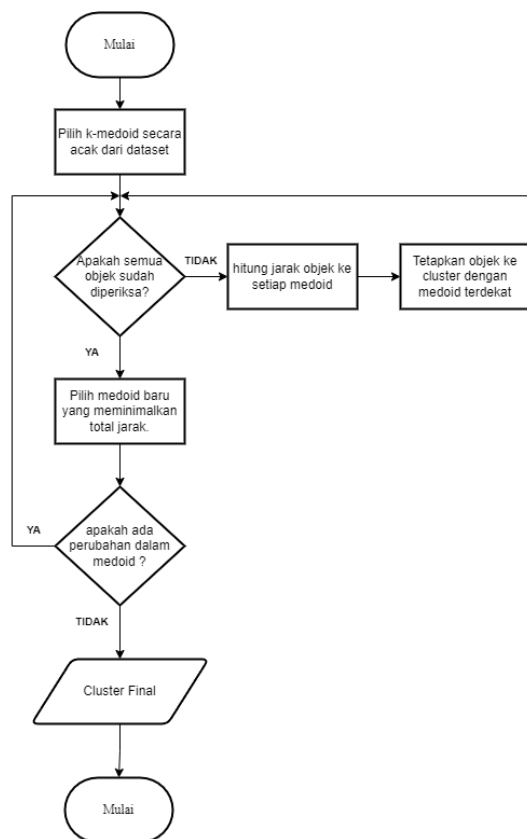 Mulai
Pilih k-medoid secara
acak dari dataset
Apakah semua
objek sudah
diperiksa?
TIDAK
hitung jarak objek ke
setiap medoid
Tetapkan objek ke
cluster dengan
medoid terdekat
YA
Pilih medoid baru
yang meminimalkan
total jarak.
YA
apakah ada
perubahan dalam
medoid ?
TIDAK
Cluster Final
Mulai